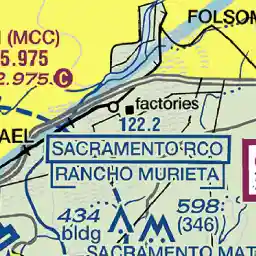 FOLSOM
(MCC)
5.975
2.975 C
factories
122.2
AEL
SACRAMENTO RCO
RANCHO MURIETA
434
bldg
598
(346)
SACRAMENTO MAT